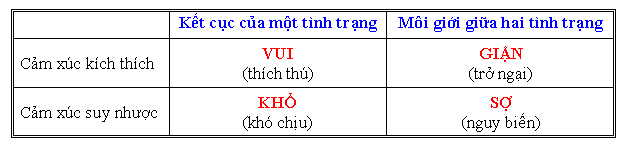 Kết cục của một tình trạng Môi giới giữa hai tình trạng
Cảm xúc kích thích VUI GIẬN
(thích thú) (trở ngại)
Cảm xúc suy nhược KHỔ SỢ
(khó chịu) (nguy biến)